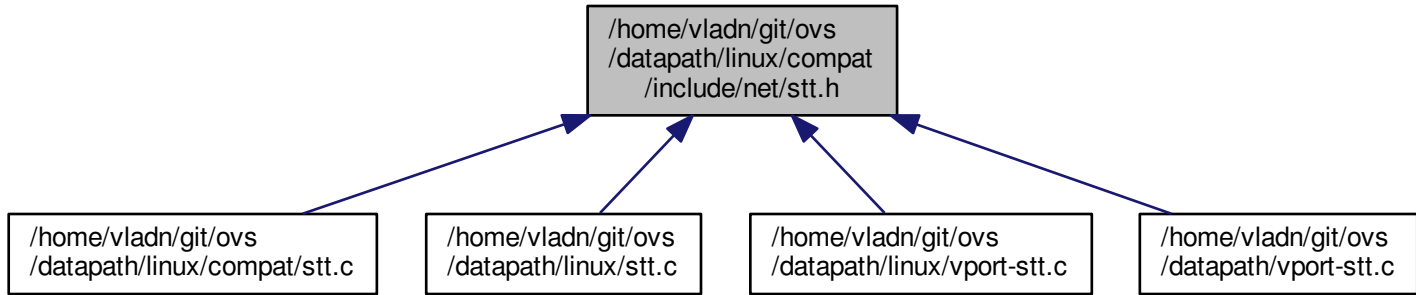 /home/vladn/git/ovs
/datapath/linux/compat
/include/net/stt.h
/home/vladn/git/ovs
/datapath/linux/compat/stt.c
/home/vladn/git/ovs
/datapath/linux/stt.c
/home/vladn/git/ovs
/datapath/linux/vport-stt.c
/home/vladn/git/ovs
/datapath/vport-stt.c